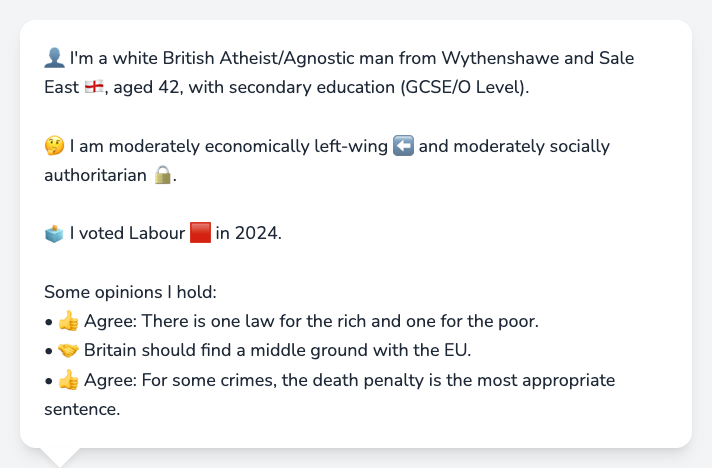 👤 I'm a white British Atheist/Agnostic man from Wythenshawe and Sale
East 🏴󠁧󠁢󠁥󠁮󠁧󠁿, aged 42, with secondary education (GCSE/O Level).
🤔 I am moderately economically left-wing ⬅️ and moderately socially
authoritarian 🔒.
🗳️ I voted Labour 🟥 in 2024.
Some opinions I hold:
• 👍 Agree: There is one law for the rich and one for the poor.
• 🤝 Britain should find a middle ground with the EU.
• 👍 Agree: For some crimes, the death penalty is the most appropriate
sentence.